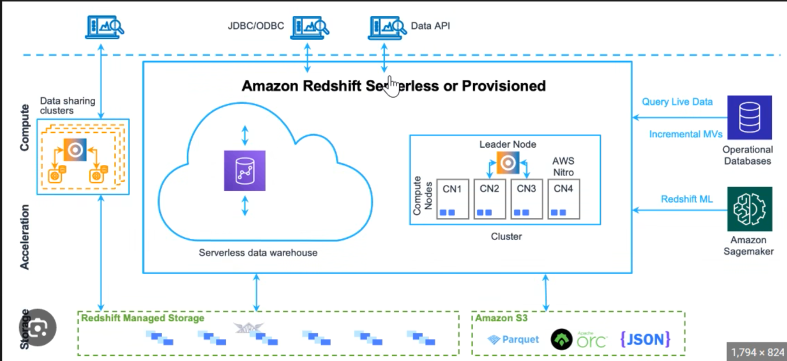 JDBC/ODBC
Data API
Amazon Redshift Serverless or Provisioned
Data sharing
clusters
Compute
Query Live Data
Incremental MVs
Operational
Databases
Leader Node
AWS
Nitro
Compute
Nodes
CN1
CN2
CN3
CN4
Cluster
Serverless data warehouse
Redshift ML
Amazon
Sagemaker
Acceleration
Storage
Redshift Managed Storage
Amazon S3
Parquet
orc
{JSON}
1,794 × 824